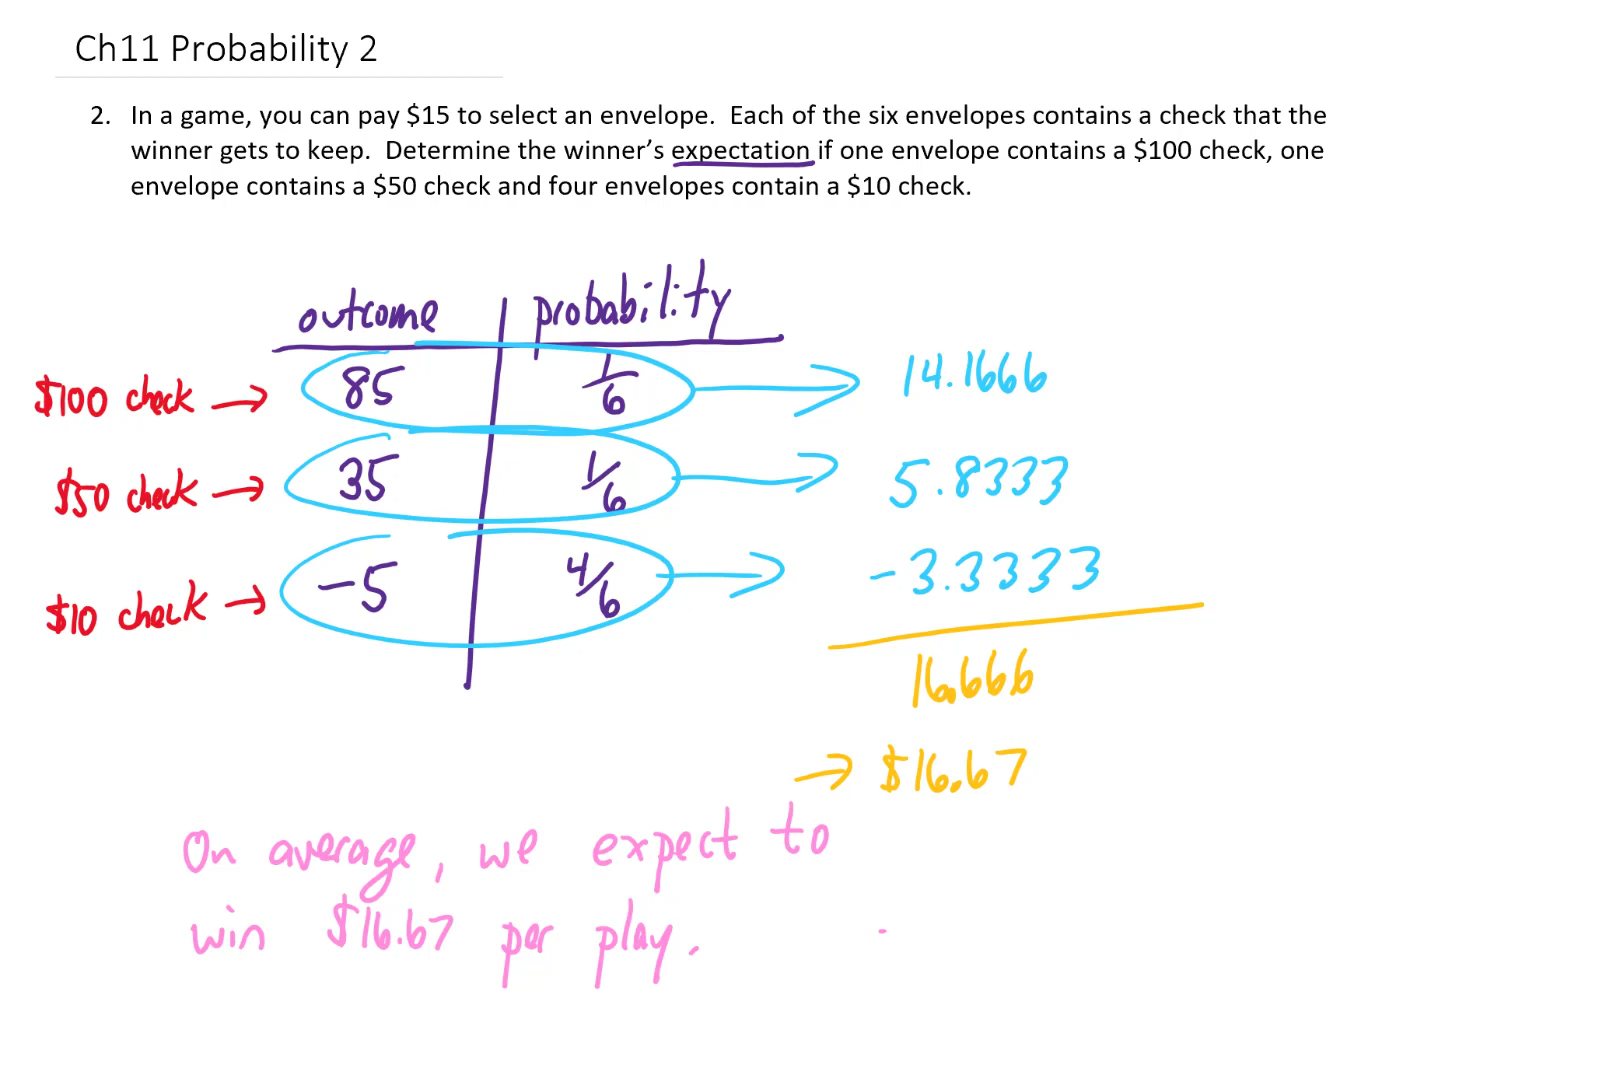 Ch11 Probability 2
2. In a game, you can pay $15 to select an envelope. Each of the six envelopes contains a check that the
winner gets to keep. Determine the winner's expectation if one envelope contains a $100 check, one
envelope contains a $50 check and four envelopes contain a $10 check.
outcome probability
$100 check → 85 1/6 → 14.1666
$50 check → 35 1/6 → 5.8333
$10 check → -5 4/6 → -3.3333
16.666
→ $16.67
On average, we expect to
win $16.67 per play.